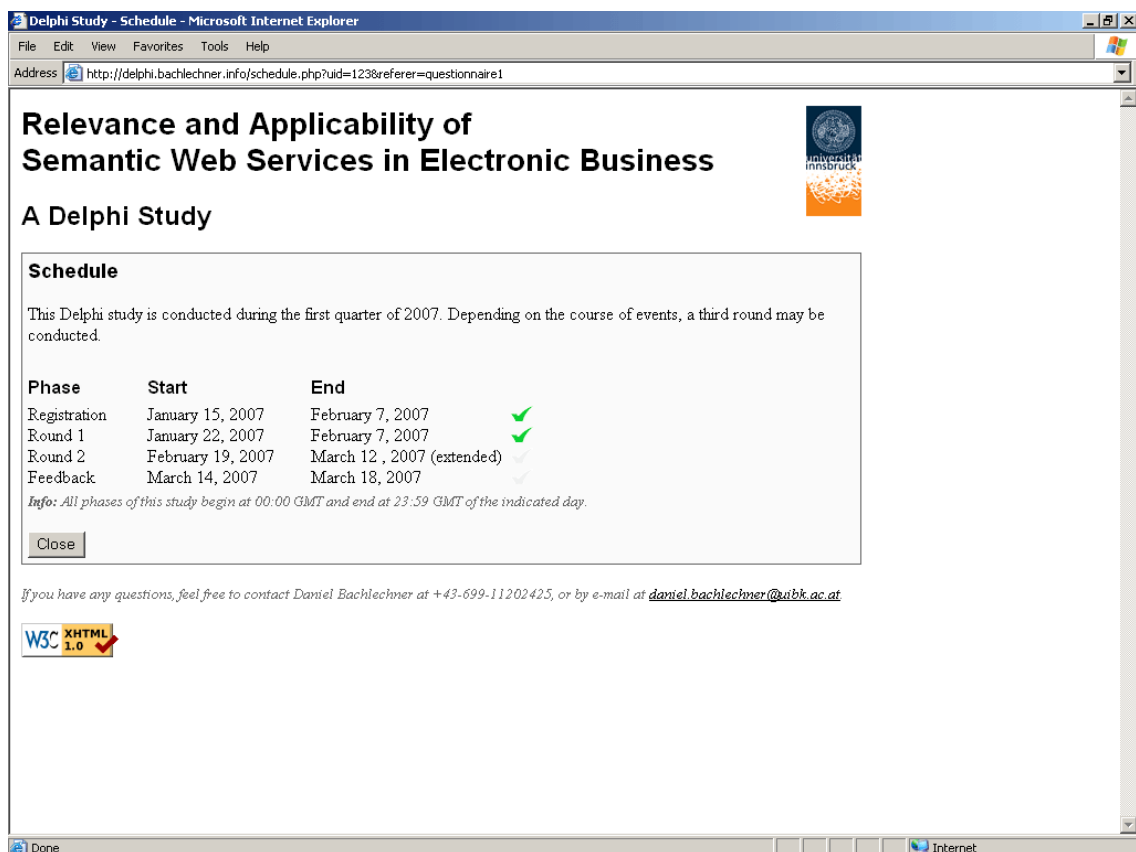 Delphi Study - Schedule - Microsoft Internet Explorer
File Edit View Favorites Tools Help
Address http://delphi.bachlechner.info/schedule.php?uid=123&referer=questionnaire1
Relevance and Applicability of
Semantic Web Services in Electronic Business
universität
innsbruck
A Delphi Study
Schedule
This Delphi study is conducted during the first quarter of 2007. Depending on the course of events, a third round may be
conducted.
Phase Start End
Registration January 15, 2007 February 7, 2007
Round 1 January 22, 2007 February 7, 2007
Round 2 February 19, 2007 March 12 , 2007 (extended)
Feedback March 14, 2007 March 18, 2007
Info: All phases of this study begin at 00:00 GMT and end at 23:59 GMT of the indicated day.
Close
If you have any questions, feel free to contact Daniel Bachlechner at +43-699-11202425, or by e-mail at daniel.bachlechner@uibk.ac.at.
W3C XHTML
1.0
Done Internet